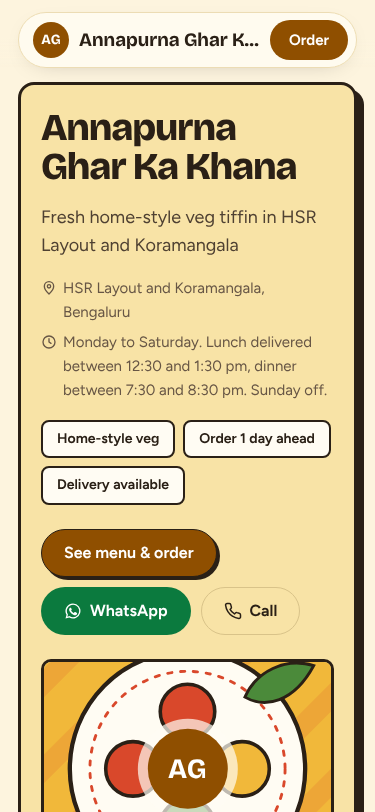 AG
Annapurna Ghar K...
Order
Annapurna
Ghar Ka Khana
Fresh home-style veg tiffin in HSR
Layout and Koramangala
HSR Layout and Koramangala,
Bengaluru
Monday to Saturday. Lunch delivered
between 12:30 and 1:30 pm, dinner
between 7:30 and 8:30 pm. Sunday off.
Home-style veg
Order 1 day ahead
Delivery available
See menu & order
WhatsApp
Call
AG